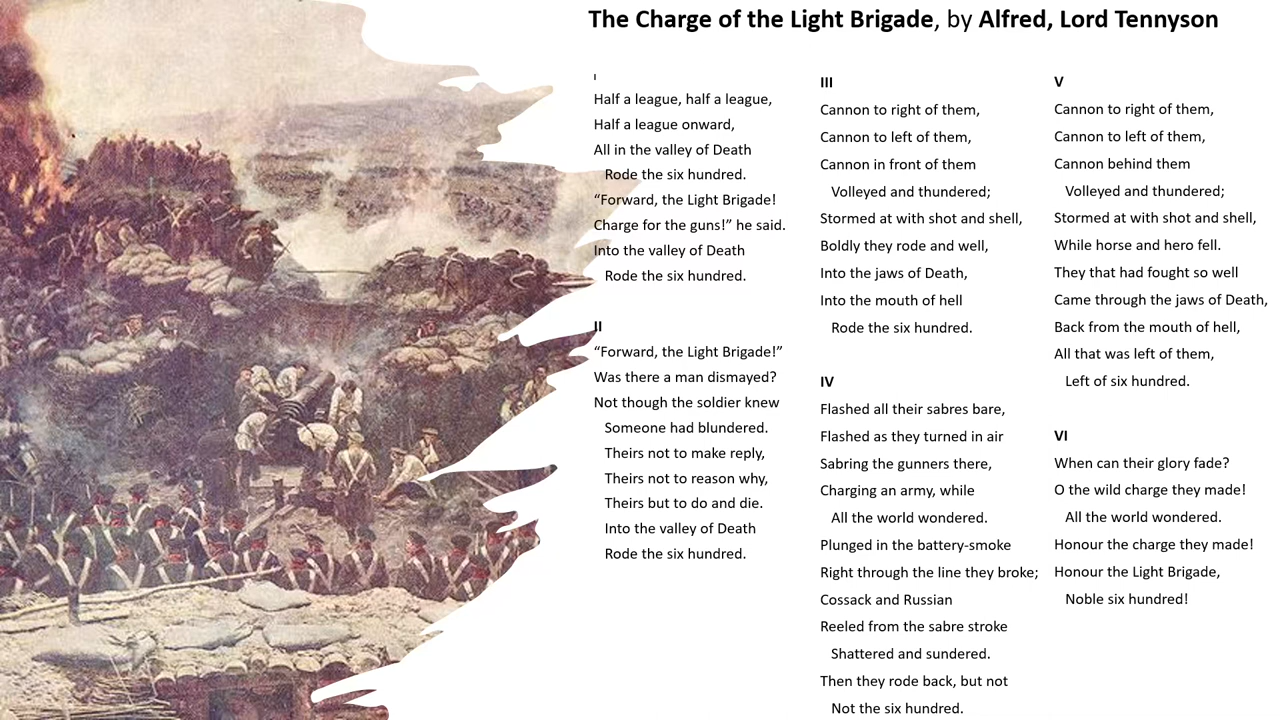 The Charge of the Light Brigade, by Alfred, Lord Tennyson
I
Half a league, half a league,
Half a league onward,
All in the valley of Death
Rode the six hundred.
“Forward, the Light Brigade!
Charge for the guns!” he said.
Into the valley of Death
Rode the six hundred.
II
“Forward, the Light Brigade!”
Was there a man dismayed?
Not though the soldier knew
Someone had blundered.
Theirs not to make reply,
Theirs not to reason why,
Theirs but to do and die.
Into the valley of Death
Rode the six hundred.
III
Cannon to right of them,
Cannon to left of them,
Cannon in front of them
Volleyed and thundered;
Stormed at with shot and shell,
Boldly they rode and well,
Into the jaws of Death,
Into the mouth of hell
Rode the six hundred.
IV
Flashed all their sabres bare,
Flashed as they turned in air
Sabring the gunners there,
Charging an army, while
All the world wondered.
Plunged in the battery-smoke
Right through the line they broke;
Cossack and Russian
Reeled from the sabre stroke
Shattered and sundered.
Then they rode back, but not
Not the six hundred.
V
Cannon to right of them,
Cannon to left of them,
Cannon behind them
Volleyed and thundered;
Stormed at with shot and shell,
While horse and hero fell.
They that had fought so well
Came through the jaws of Death,
Back from the mouth of hell,
All that was left of them,
Left of six hundred.
VI
When can their glory fade?
O the wild charge they made!
All the world wondered.
Honour the charge they made!
Honour the Light Brigade,
Noble six hundred!